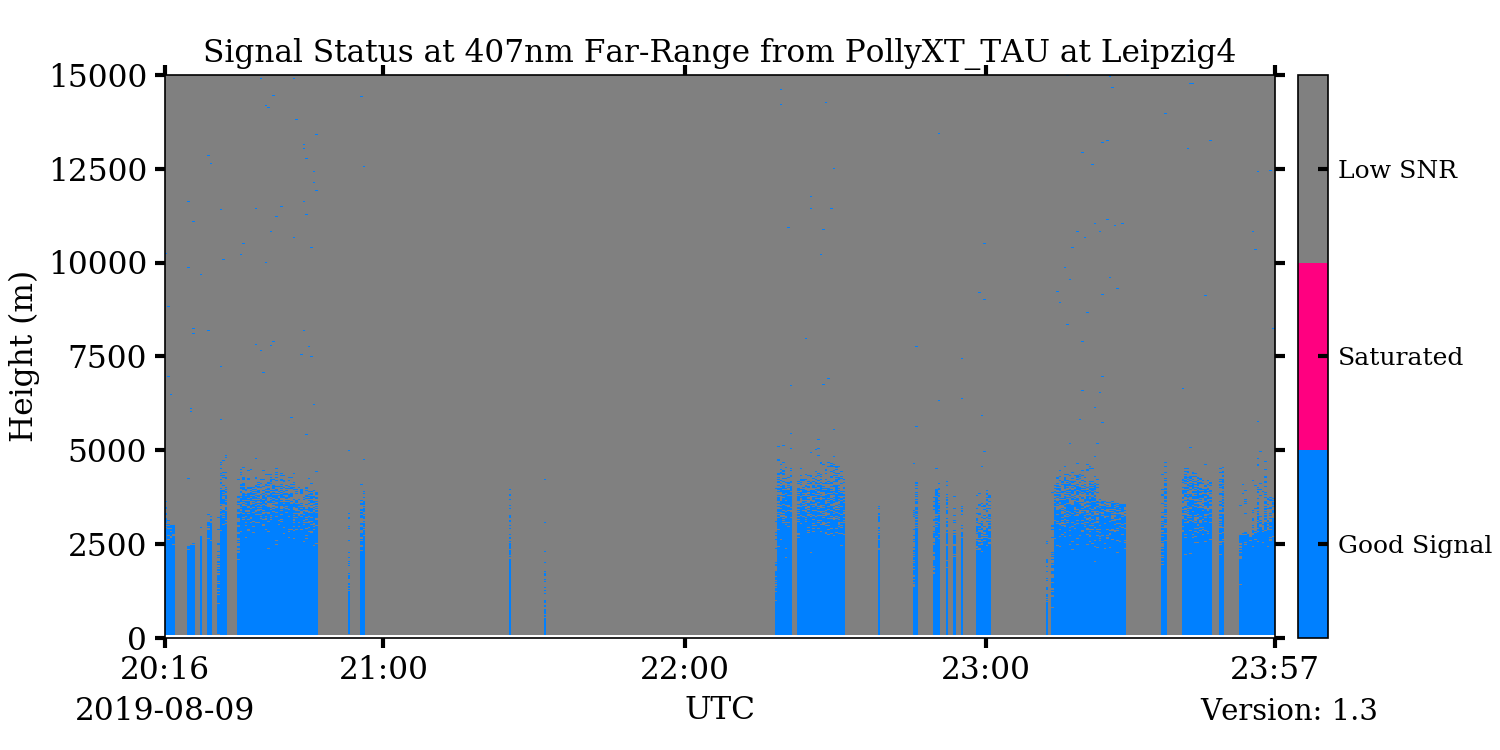 Signal Status at 407nm Far-Range from PollyXT_TAU at Leipzig4
15000
12500
10000
7500
5000
2500
0
Height (m)
20:16
21:00
22:00
23:00
23:57
2019-08-09
UTC
Version: 1.3
Low SNR
Saturated
Good Signal